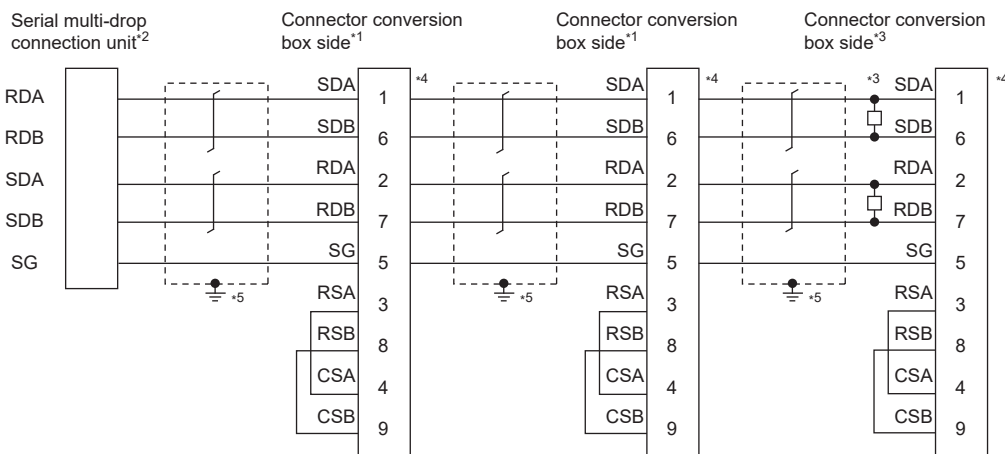 Serial multi-drop
connection unit*2
Connector conversion
box side*1
Connector conversion
box side*1
Connector conversion
box side*3
RDA
RDB
SDA
SDB
SG
*5
SDA
SDB
RDA
RDB
SG
RSA
RSB
CSA
CSB
1
6
2
7
5
3
8
4
9
*4
*5
SDA
SDB
RDA
RDB
SG
RSA
RSB
CSA
CSB
1
6
2
7
5
3
8
4
9
*4
*5
*3
SDA
SDB
RDA
RDB
SG
RSA
RSB
CSA
CSB
1
6
2
7
5
3
8
4
9
*4